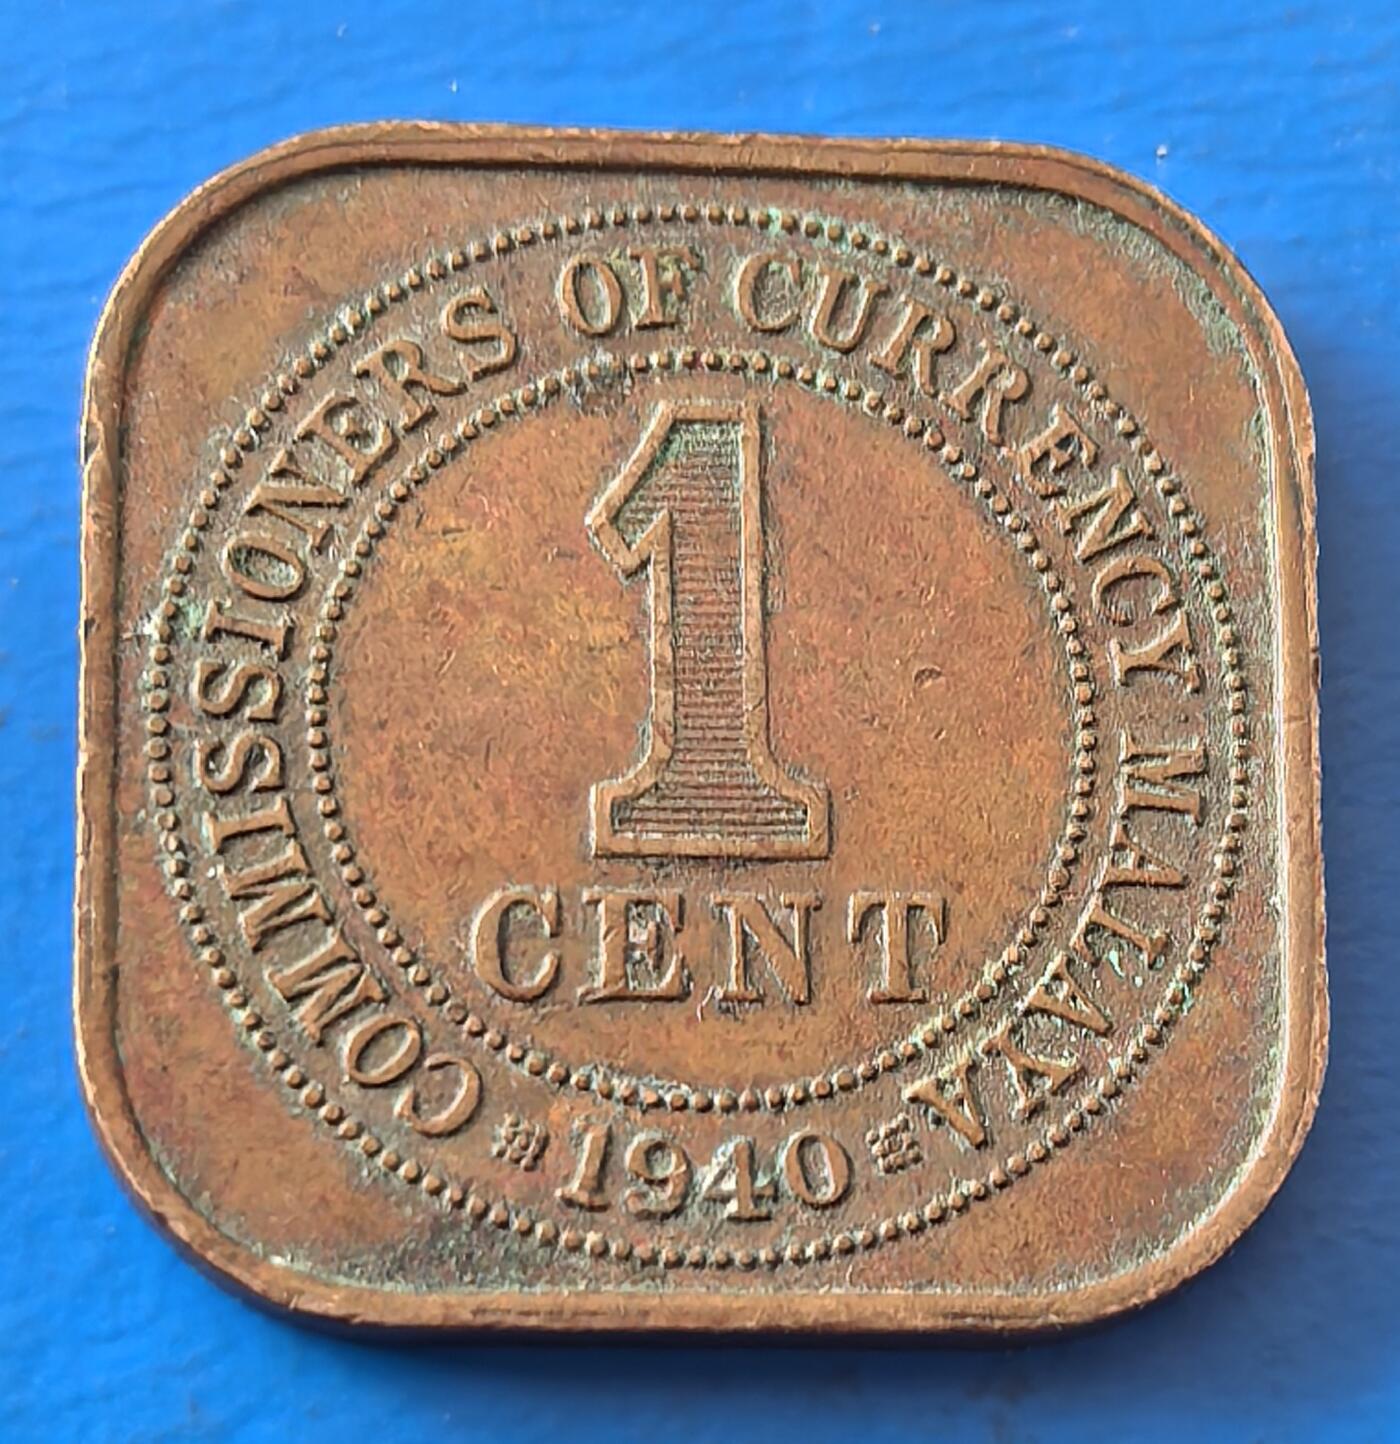 COMMISSIONERS OF CURRENCY MALAYA
1
CENT
1940